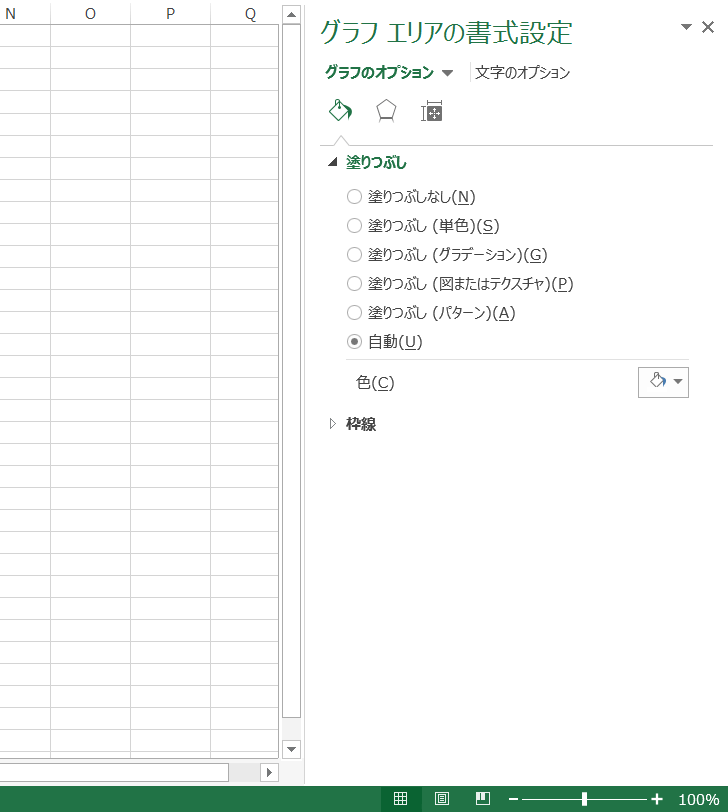 N O P Q
グラフ エリアの書式設定
グラフのオプション 文字のオプション
塗りつぶし
塗りつぶしなし(N)
塗りつぶし (単色)(S)
塗りつぶし (グラデーション)(G)
塗りつぶし (図またはテクスチャ)(P)
塗りつぶし (パターン)(A)
自動(U)
色(C)
枠線
100%